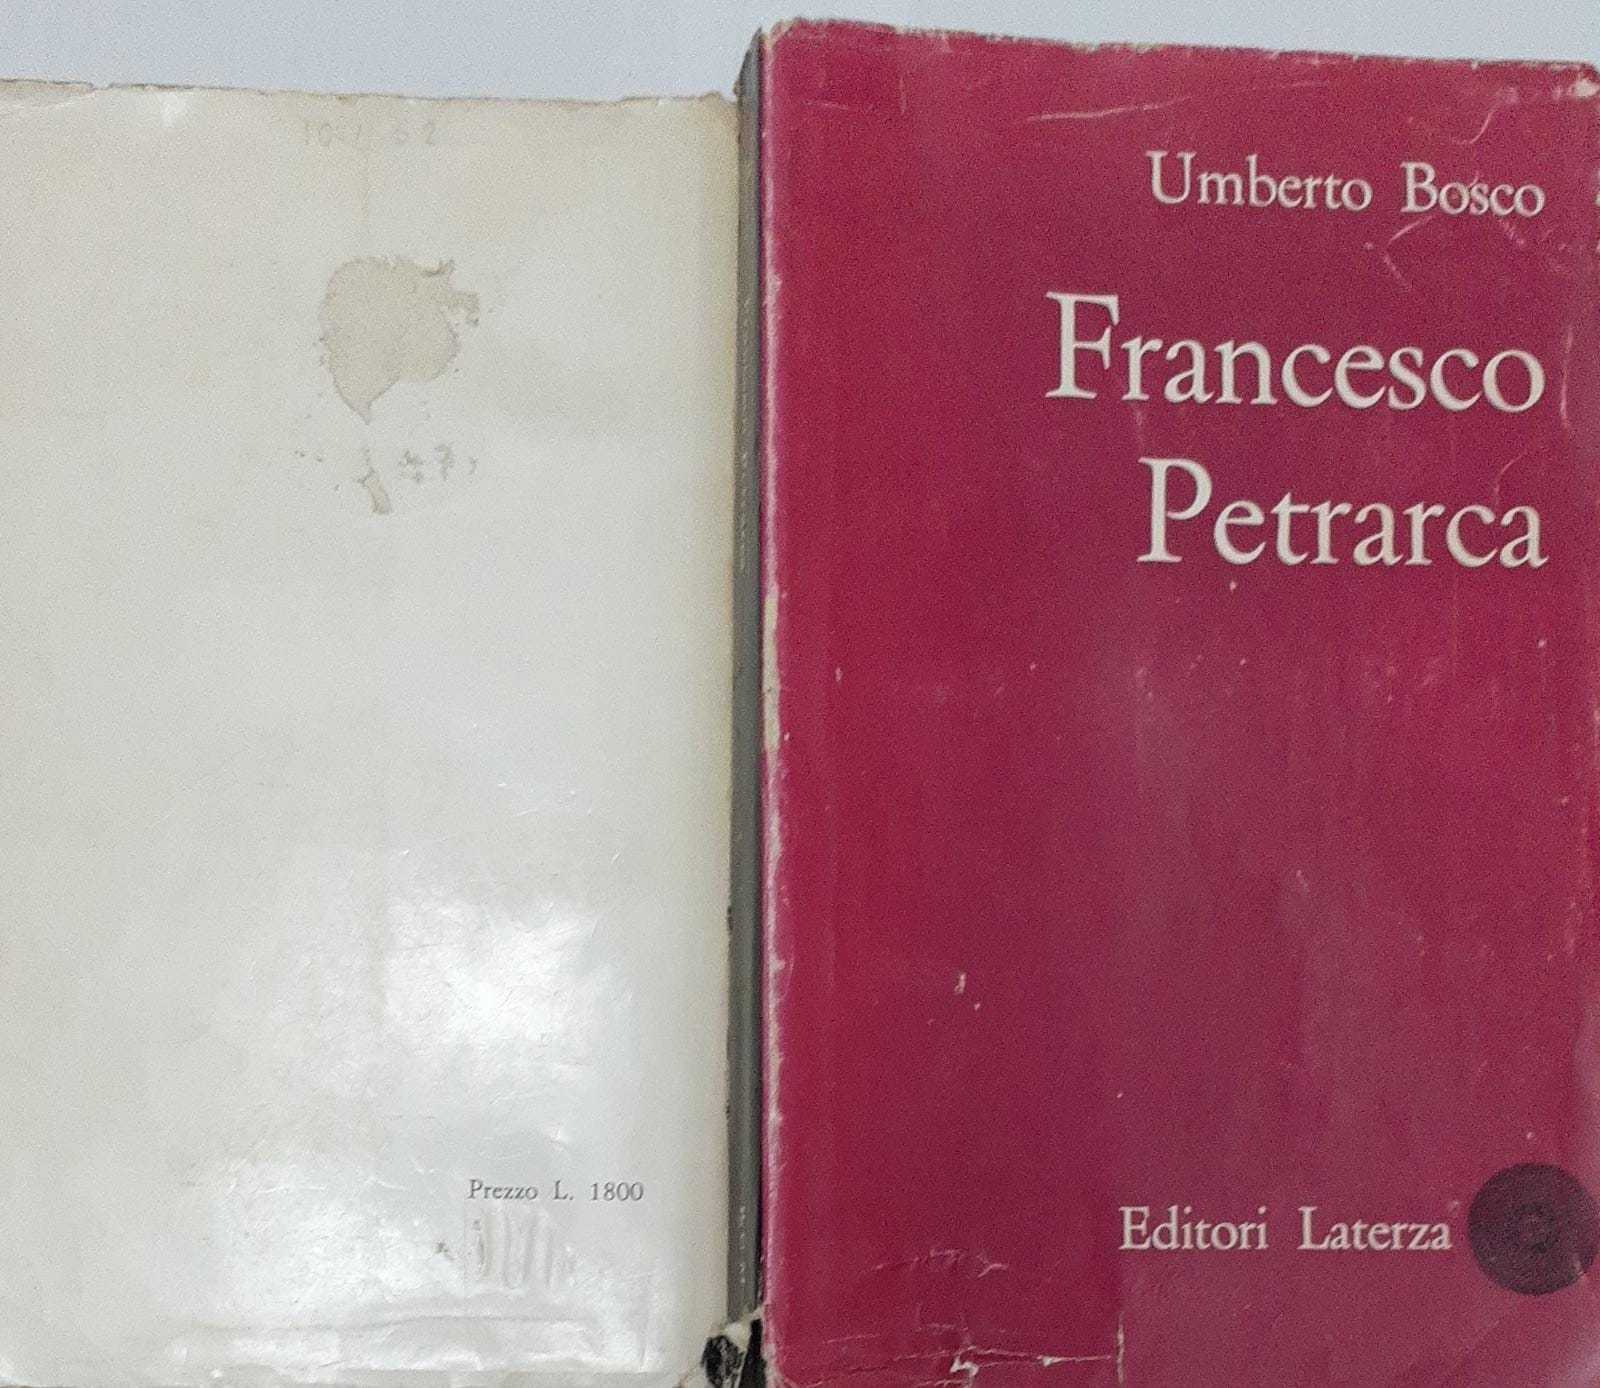 Prezzo L. 1800
Umberto Bosco
Francesco
Petrarca
Editori Laterza